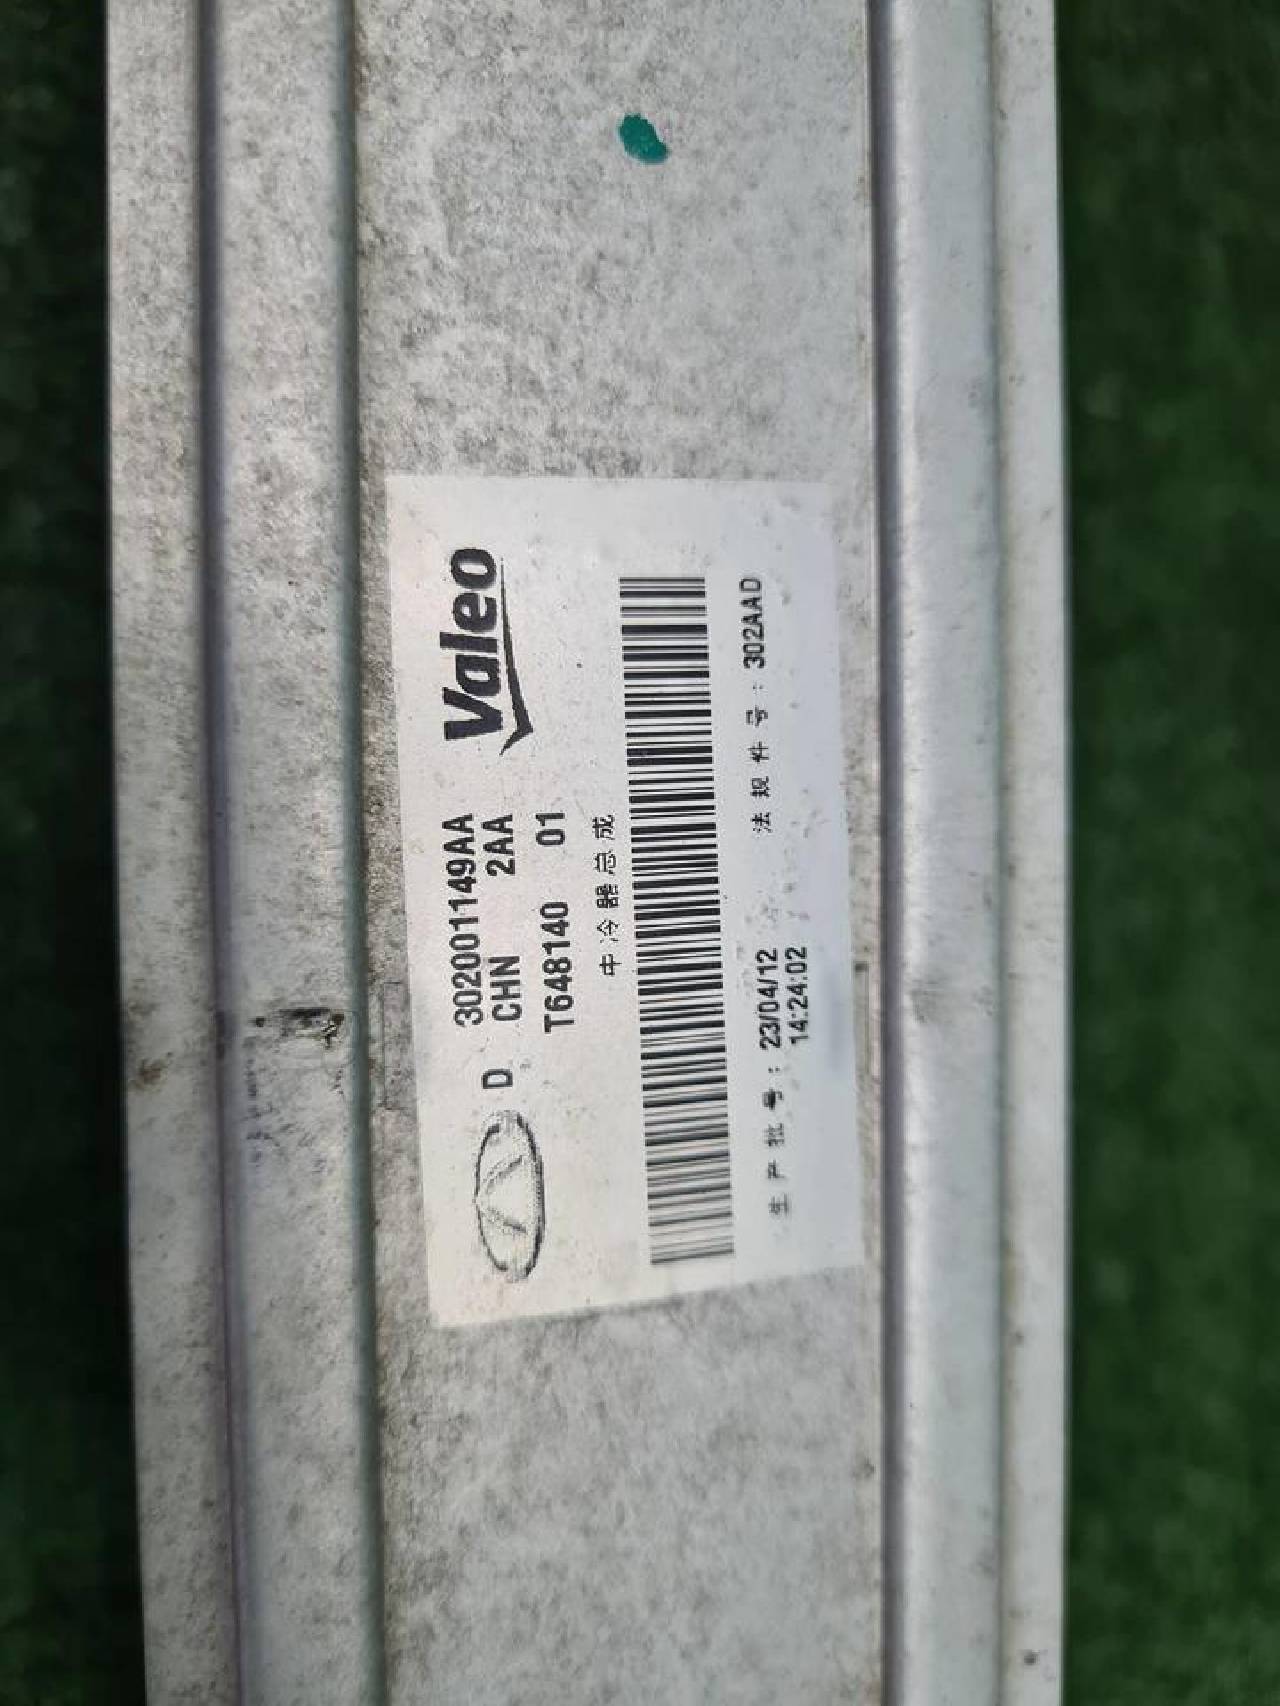 Valeo
D 302001149AA
CHN 2AA
T648140 01
中冷器总成
生产批号：23/04/12
14:24:02
法规件号：302AAD